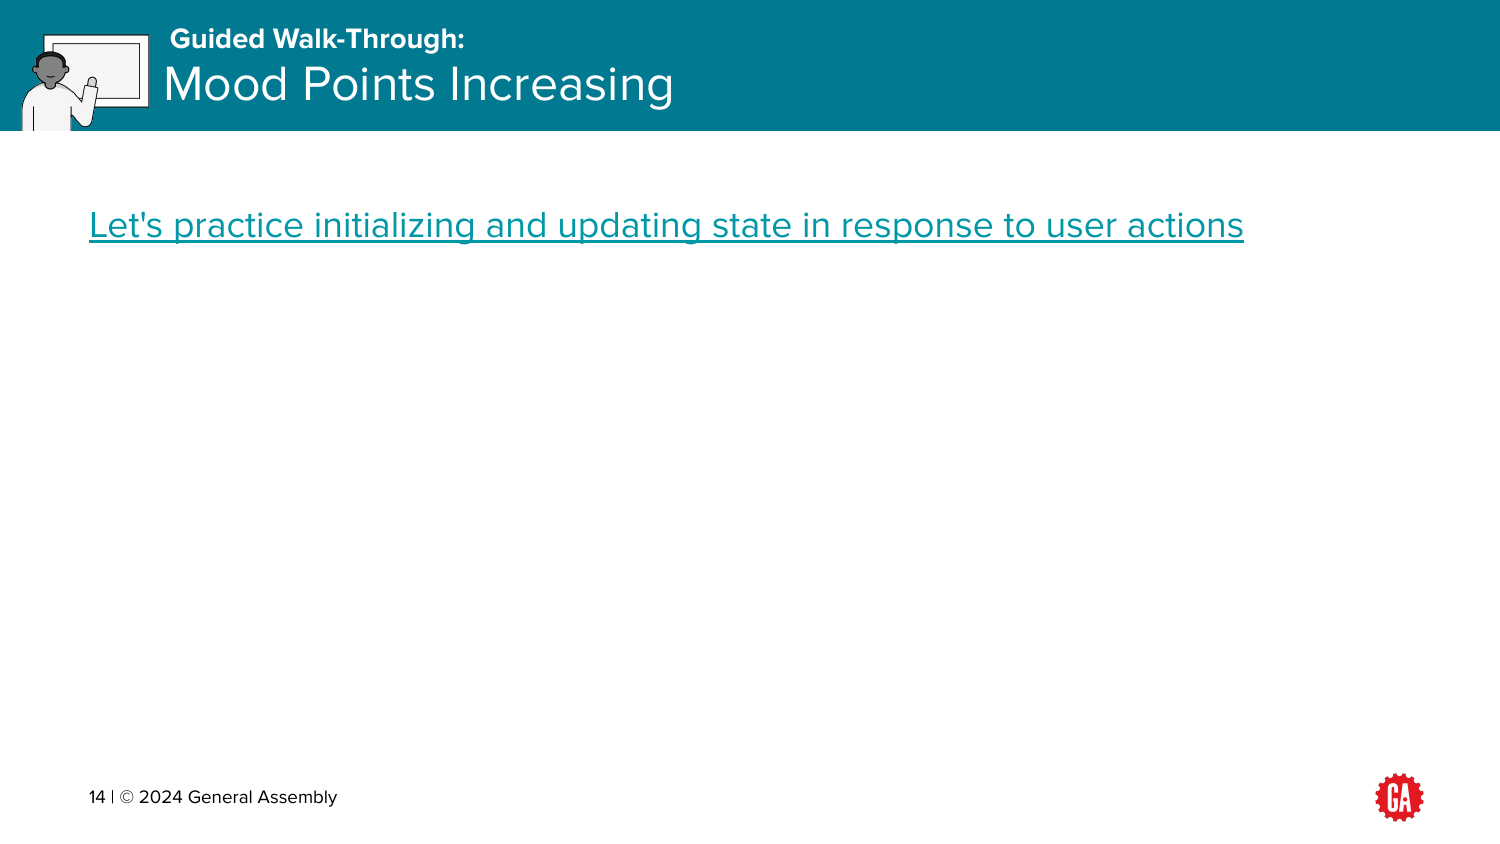 Guided Walk-Through:
Mood Points Increasing
Let's practice initializing and updating state in response to user actions
14 | © 2024 General Assembly
GA